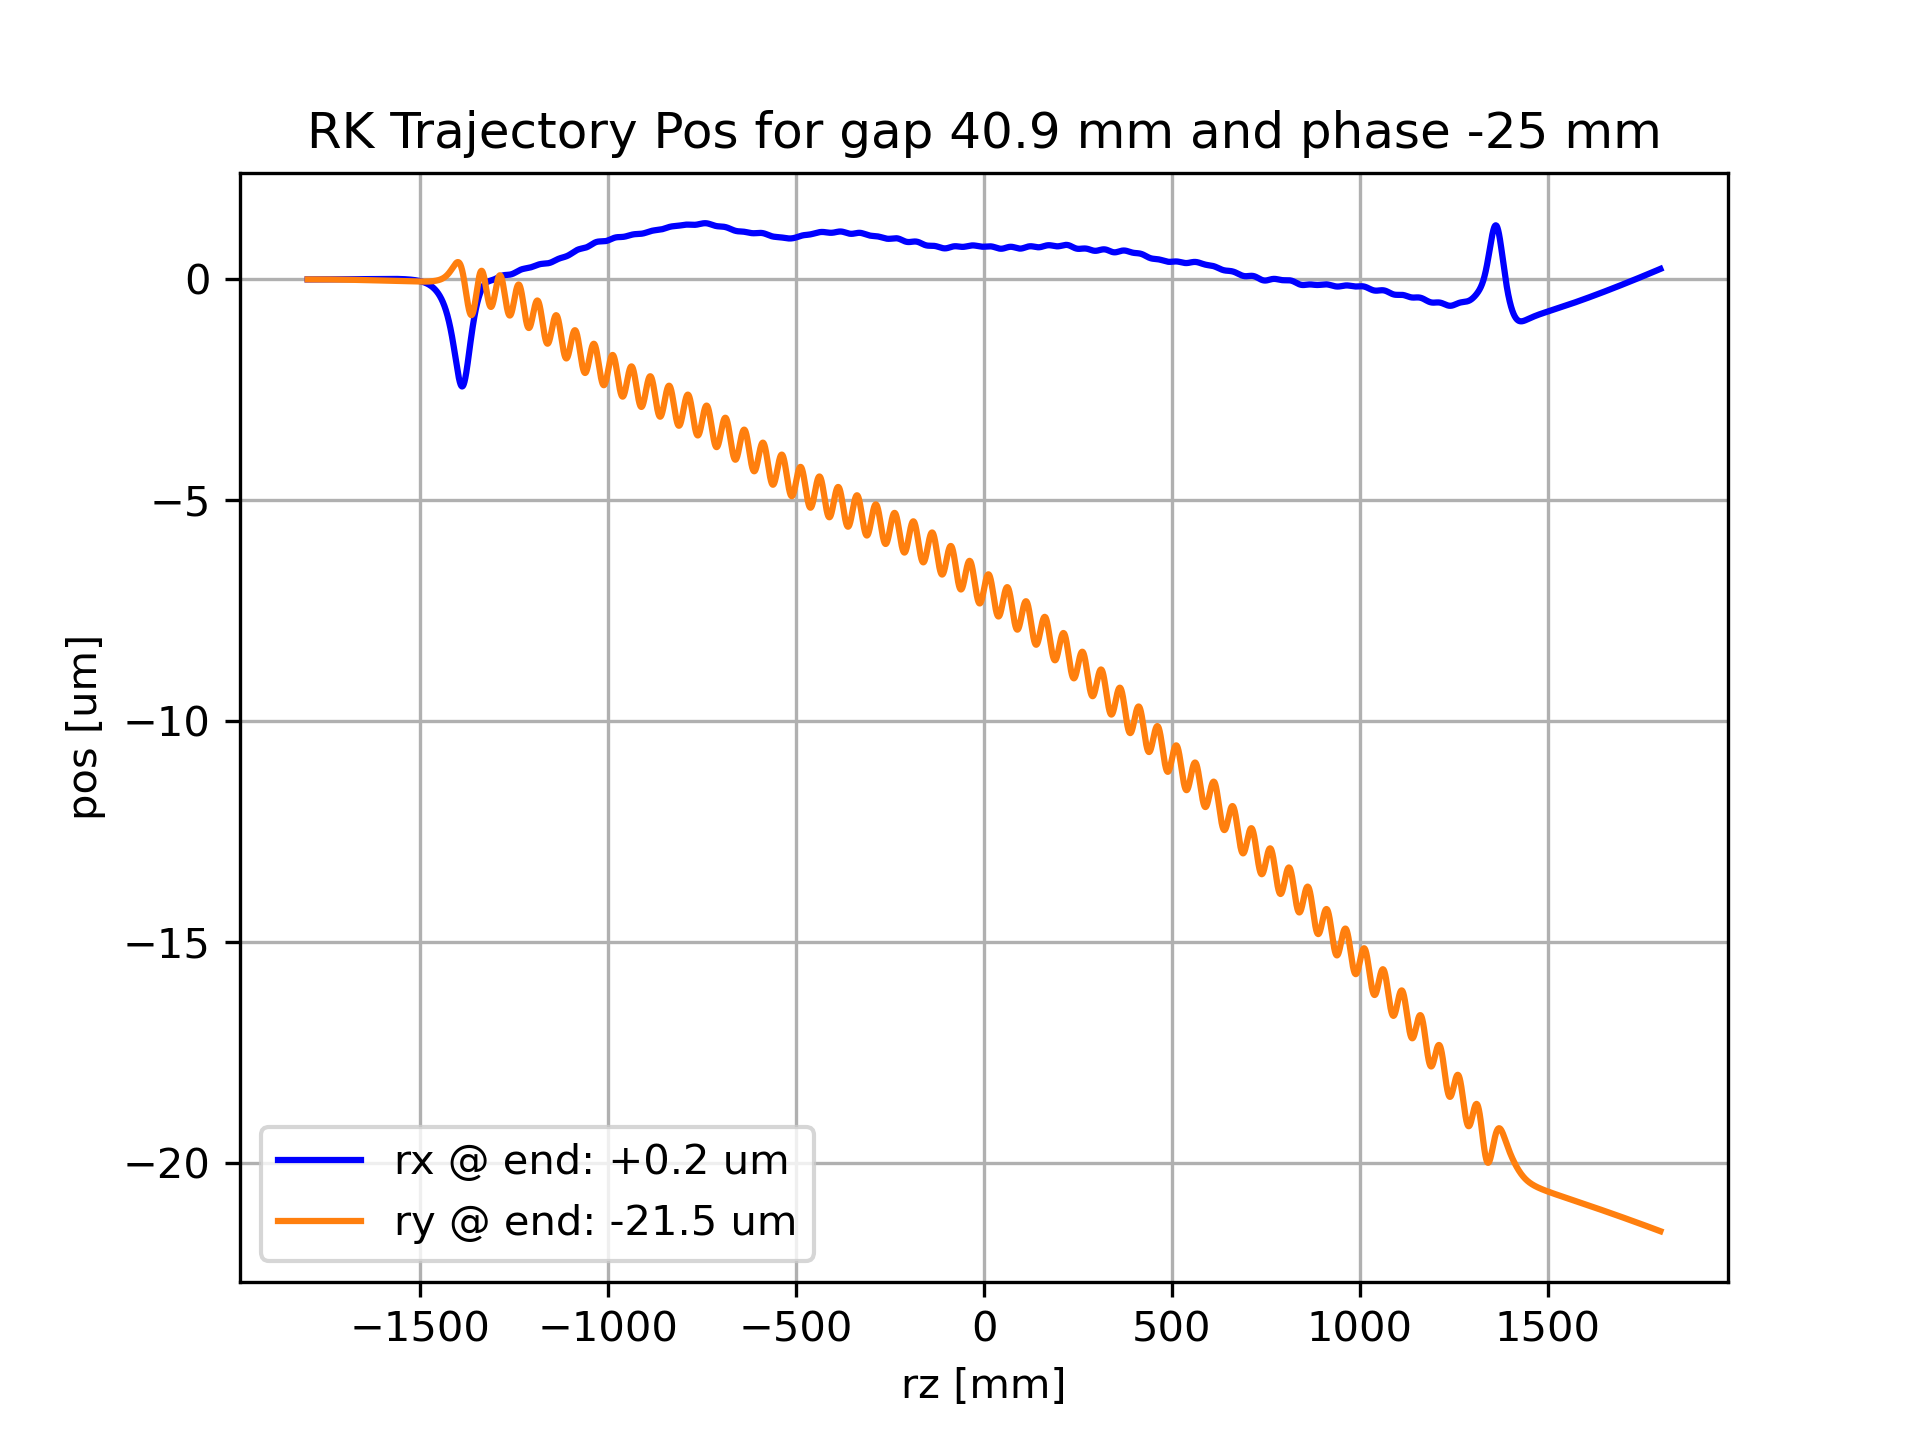 RK Trajectory Pos for gap 40.9 mm and phase -25 mm
pos [um]
0
−5
−10
−15
−20
rx @ end: +0.2 um
ry @ end: -21.5 um
−1500 −1000 −500 0 500 1000 1500
rz [mm]